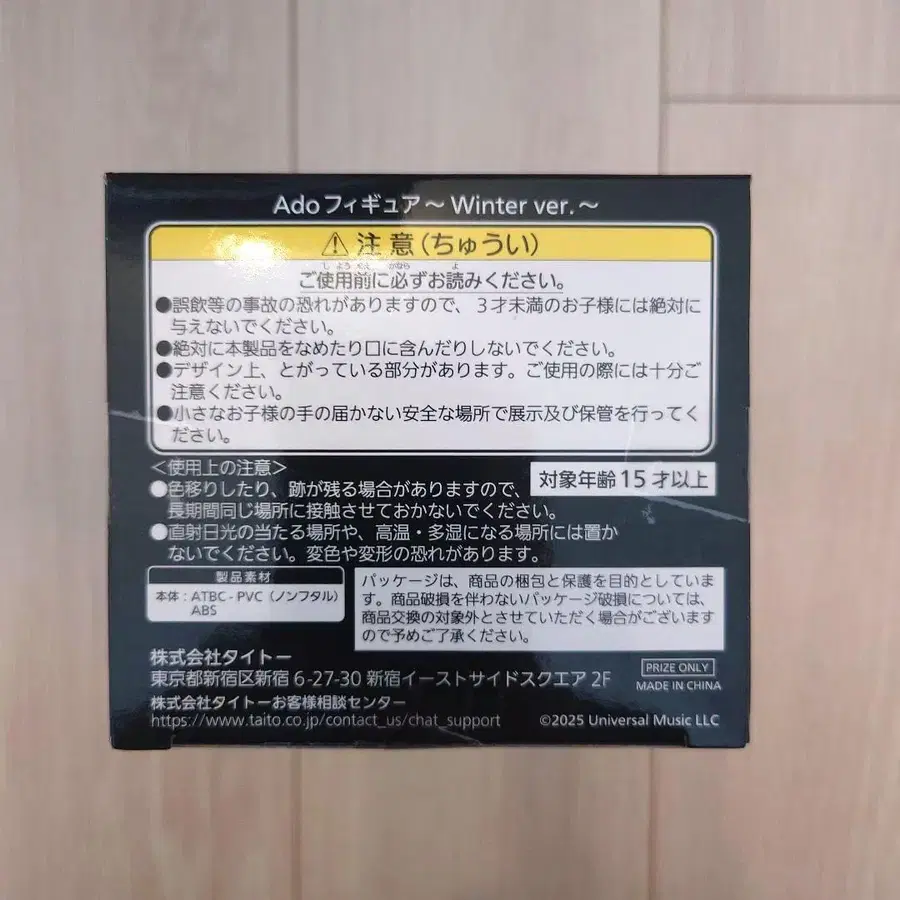 Adoフィギュア～Winter ver.～
⚠注意(ちゅうい)
ご使用前に必ずお読みください。
●誤飲等の事故の恐れがありますので、3才未満のお子様には絶対に
与えないでください。
●絶対に本製品をなめたり口に含んだりしないでください。
●デザイン上、とがっている部分があります。ご使用の際には十分ご
注意ください。
●小さなお子様の手の届かない安全な場所で展示及び保管を行ってく
ださい。
＜使用上の注意＞
対象年齢15才以上
●色移りしたり、跡が残る場合がありますので、
長期間同じ場所に接触させておかないでください。
●直射日光の当たる場所や、高温・多湿になる場所には置か
ないでください。変色や変形の恐れがあります。
製品素材
本体：ATBC-PVC（ノンフタル）
ABS
パッケージは、商品の梱包と保護を目的としていま
す。商品破損を伴わないパッケージ破損については、
商品交換の対象外とさせていただく場合がございます
ので予めご了承ください。
株式会社タイトー
東京都新宿区新宿6-27-30 新宿イーストサイドスクエア2F
株式会社タイトーお客様相談センター
https://www.taito.co.jp/contact_us/chat_support
PRIZE ONLY
MADE IN CHINA
©2025 Universal Music LLC